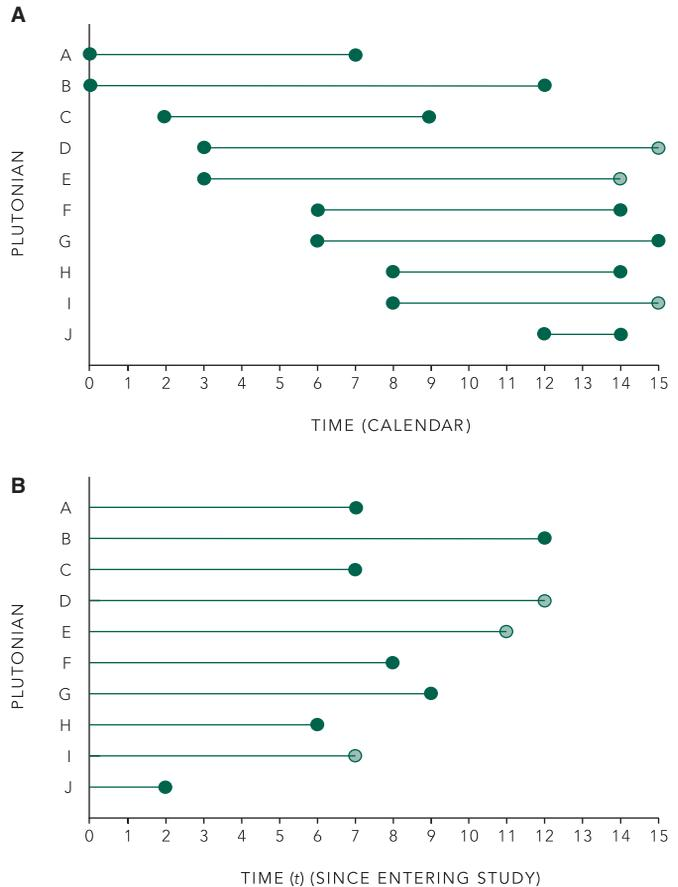 A
A
B
C
D
E
F
G
H
I
J
PLUTONIAN
0 1 2 3 4 5 6 7 8 9 10 11 12 13 14 15
TIME (CALENDAR)
B
A
B
C
D
E
F
G
H
I
J
PLUTONIAN
0 1 2 3 4 5 6 7 8 9 10 11 12 13 14 15
TIME (t) (SINCE ENTERING STUDY)